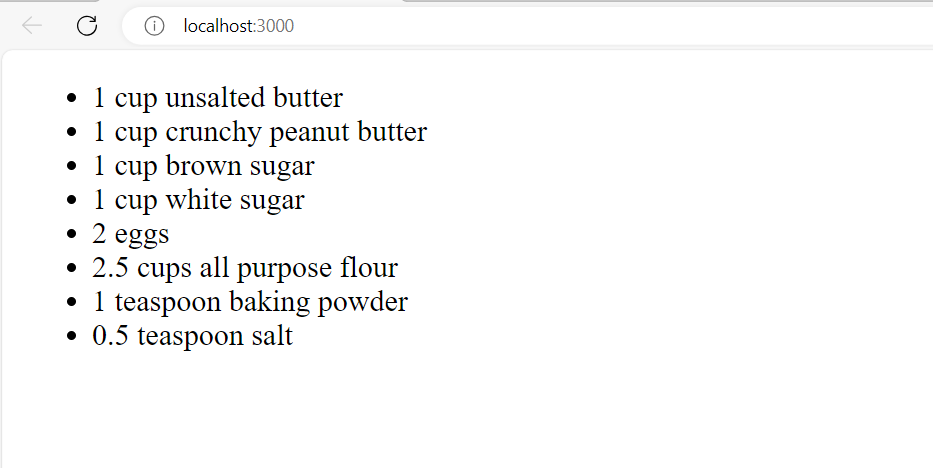 localhost:3000
1 cup unsalted butter
1 cup crunchy peanut butter
1 cup brown sugar
1 cup white sugar
2 eggs
2.5 cups all purpose flour
1 teaspoon baking powder
0.5 teaspoon salt